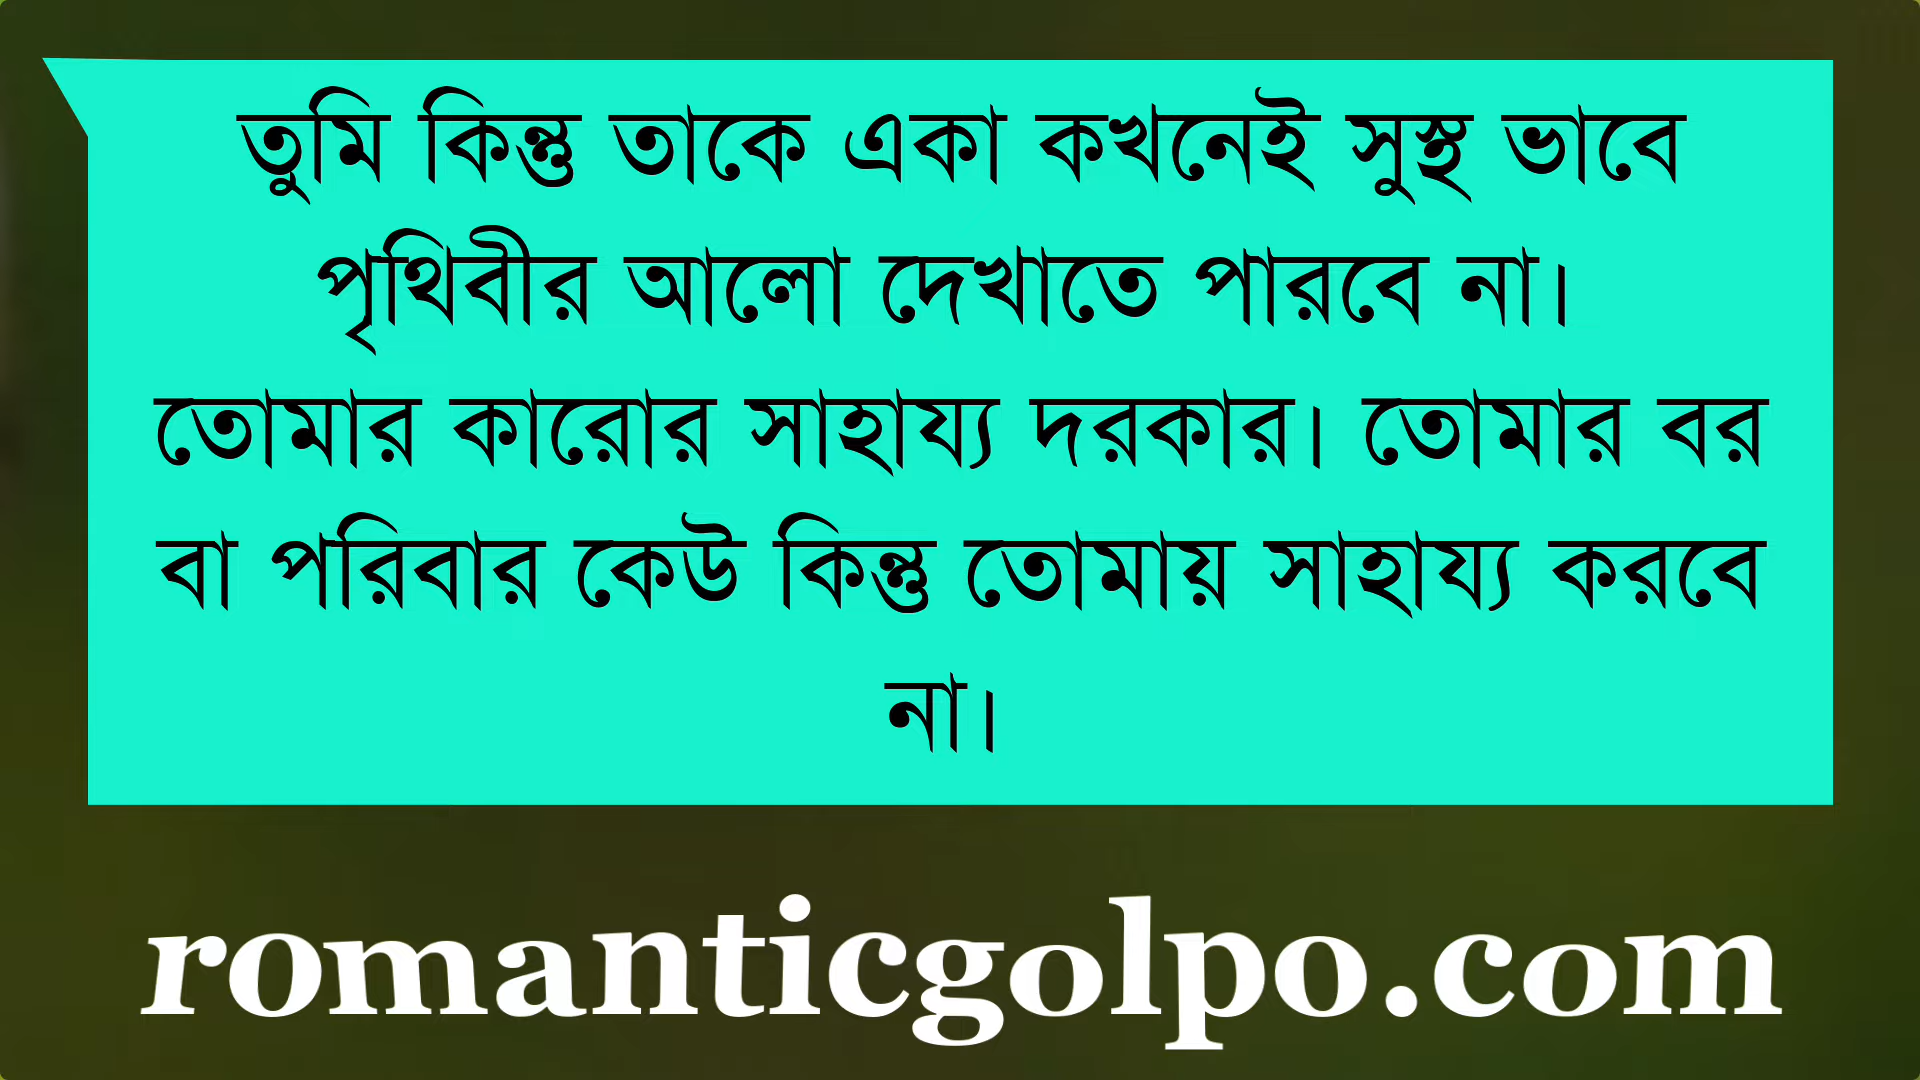 তুমি কিন্তু তাকে একা কখনেই সুস্থ ভাবে
পৃথিবীর আলো দেখাতে পারবে না।
তোমার কারোর সাহায্য দরকার। তোমার বর
বা পরিবার কেউ কিন্তু তোমায় সাহায্য করবে
না।
romanticgolpo.com